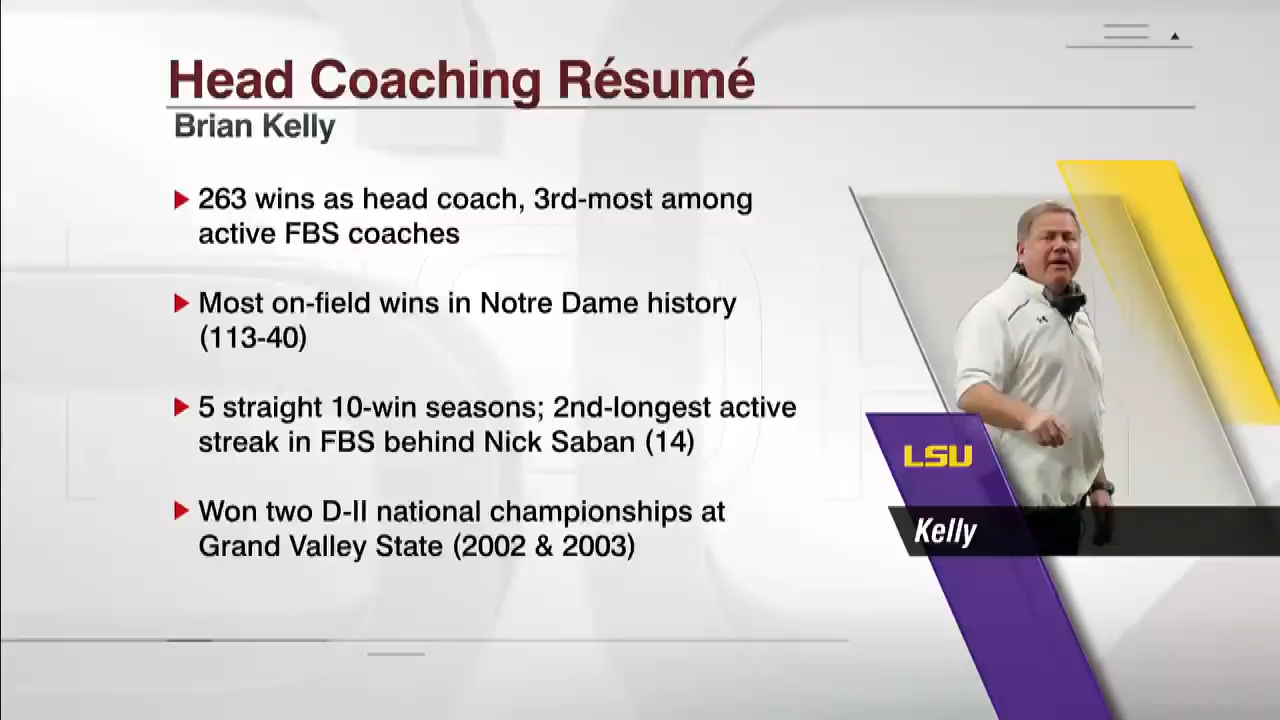 Head Coaching Résumé
Brian Kelly
263 wins as head coach, 3rd-most among
active FBS coaches
Most on-field wins in Notre Dame history
(113-40)
5 straight 10-win seasons; 2nd-longest active
streak in FBS behind Nick Saban (14)
Won two D-II national championships at
Grand Valley State (2002 & 2003)
LSU
Kelly